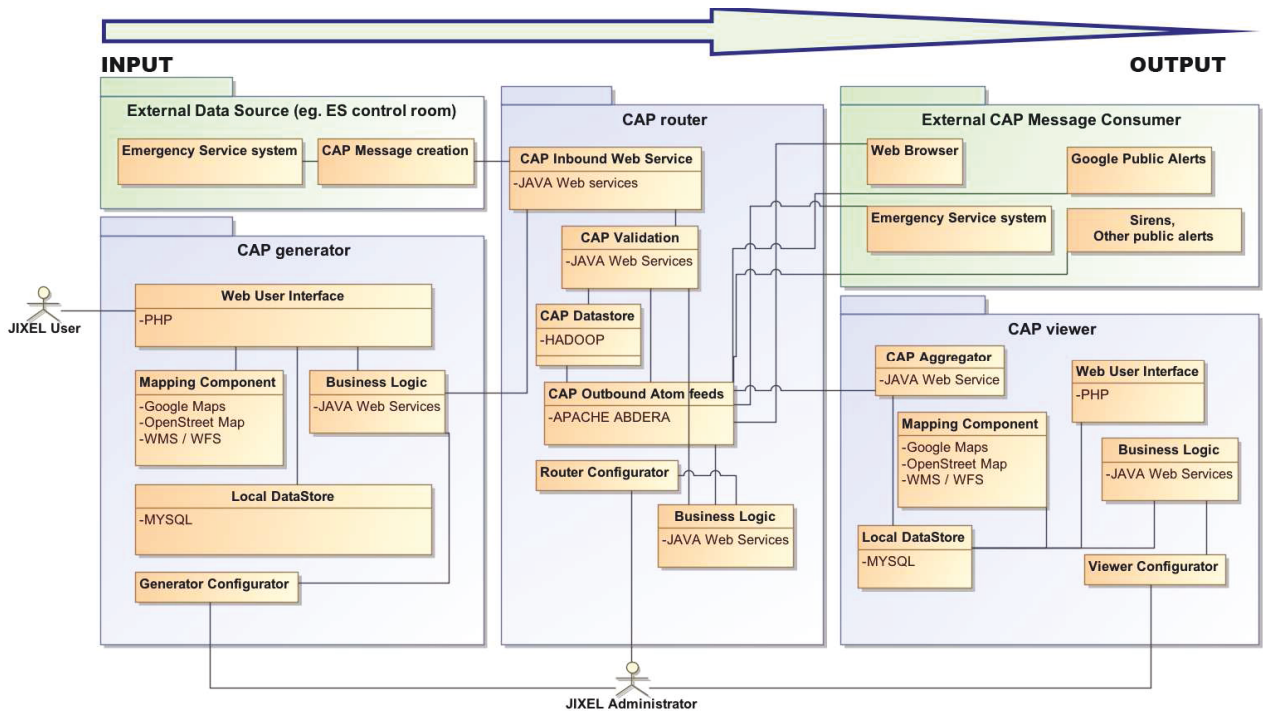 INPUT
OUTPUT
External Data Source (eg. ES control room)
Emergency Service system
CAP Message creation
CAP generator
Web User Interface
-PHP
JIXEL User
Mapping Component
-Google Maps
-OpenStreet Map
-WMS / WFS
Business Logic
-JAVA Web Services
Local DataStore
-MYSQL
Generator Configurator
CAP router
CAP Inbound Web Service
-JAVA Web services
CAP Validation
-JAVA Web Services
CAP Datastore
-HADOOP
CAP Outbound Atom feeds
-APACHE ABDERA
Router Configurator
Business Logic
-JAVA Web Services
External CAP Message Consumer
Web Browser
Google Public Alerts
Emergency Service system
Sirens,
Other public alerts
CAP viewer
CAP Aggregator
-JAVA Web Service
Web User Interface
-PHP
Mapping Component
-Google Maps
-OpenStreet Map
-WMS / WFS
Business Logic
-JAVA Web Services
Local DataStore
-MYSQL
Viewer Configurator
JIXEL Administrator